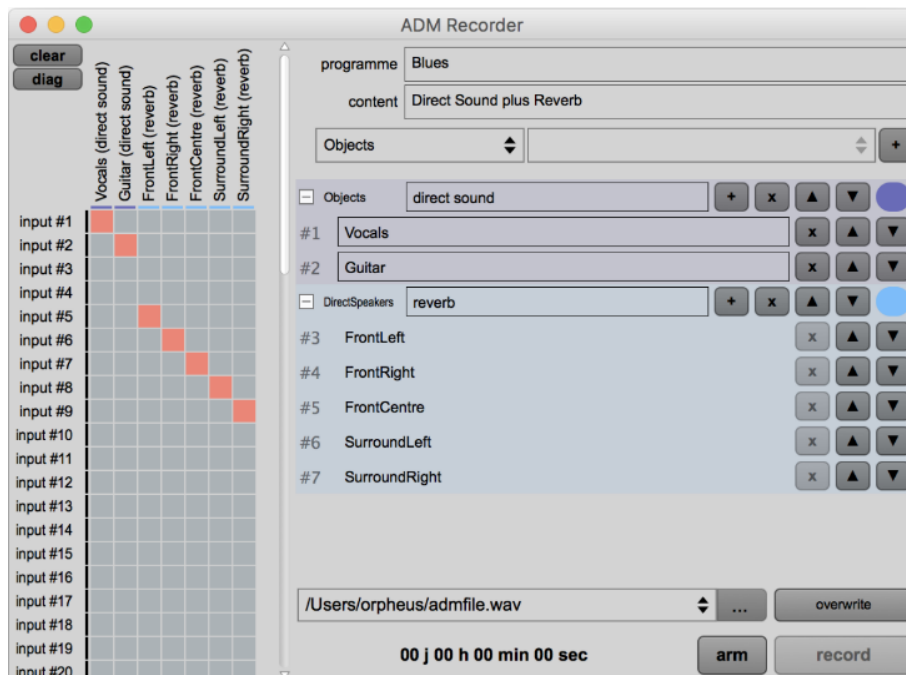 ADM Recorder
clear
diag
Vocals (direct sound)
Guitar (direct sound)
FrontLeft (reverb)
FrontRight (reverb)
FrontCentre (reverb)
SurroundLeft (reverb)
SurroundRight (reverb)
input #1
input #2
input #3
input #4
input #5
input #6
input #7
input #8
input #9
input #10
input #11
input #12
input #13
input #14
input #15
input #16
input #17
input #18
input #19
input #20
programme Blues
content Direct Sound plus Reverb
Objects +
Objects direct sound + x ▲ ▼
#1 Vocals x ▲ ▼
#2 Guitar x ▲ ▼
DirectSpeakers reverb + x ▲ ▼
#3 FrontLeft x ▲ ▼
#4 FrontRight x ▲ ▼
#5 FrontCentre x ▲ ▼
#6 SurroundLeft x ▲ ▼
#7 SurroundRight x ▲ ▼
/Users/orpheus/admfile.wav ... overwrite
00 j 00 h 00 min 00 sec arm record